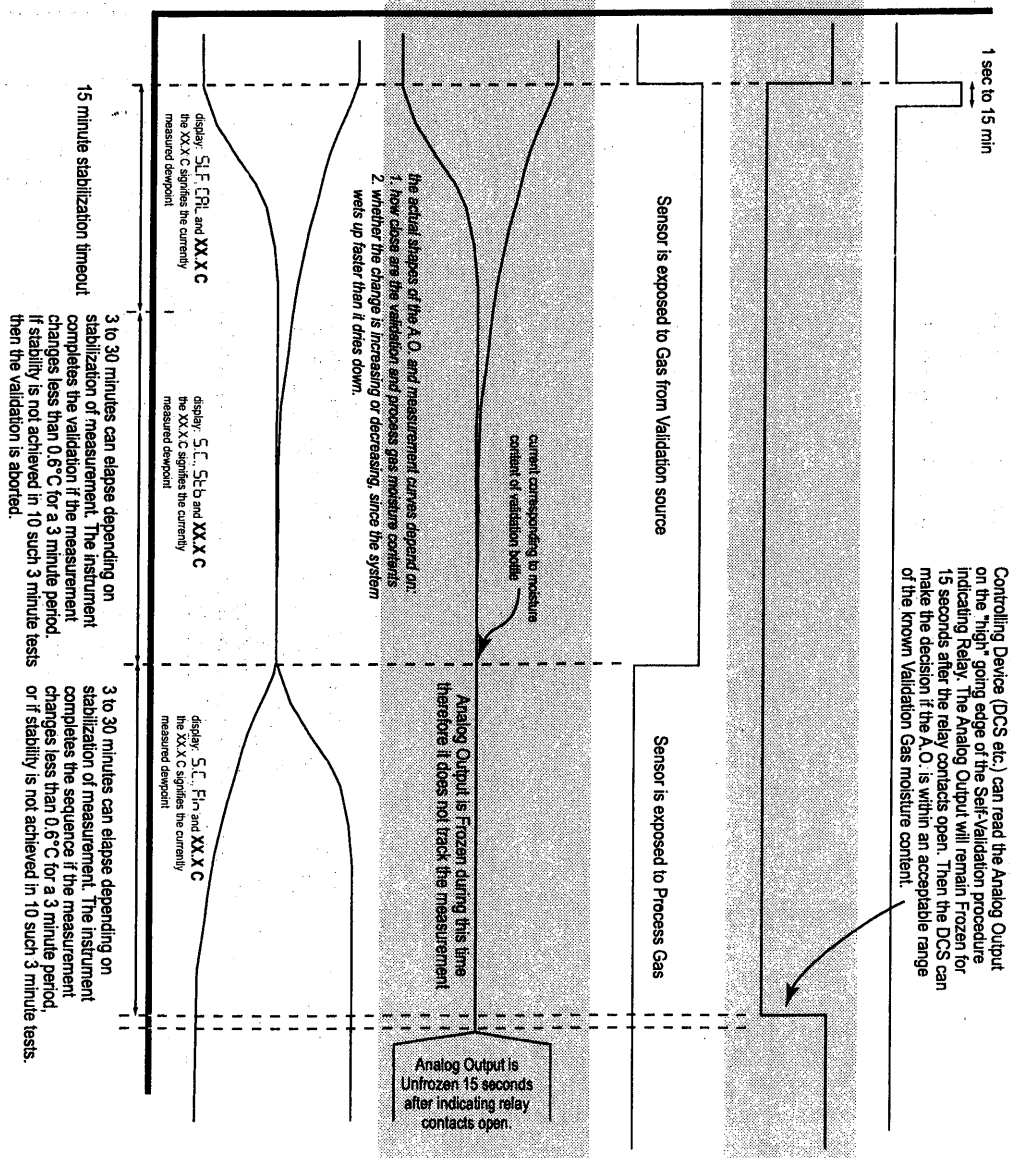 1 sec to 15 min
Controlling Device (DCS etc.) can read the Analog Output
on the "high" going edge of the Self-Validation procedure
indicating Relay. The Analog Output will remain Frozen for
15 seconds after the relay contacts open. Then the DCS can
make the decision if the A.O. is within an acceptable range
of the known Validation Gas moisture content.
Sensor is exposed to Gas from Validation source
Sensor is exposed to Process Gas
current corresponding to moisture
content of validation bottle
the actual shapes of the A.O. and measurement curves depend on:
1. how close are the validation and process gas moisture contents
2. whether the change is increasing or decreasing, since the system
wets up faster than it dries down.
Analog Output is Frozen during this time
therefore it does not track the measurement
Analog Output is
Unfrozen 15 seconds
after indicating relay
contacts open.
display: SLF.CAL and XX.X C
the XX.X C signifies the currently
measured dewpoint
display: S.C., Stb and XX.X C
the XX.X C signifies the currently
measured dewpoint
display: S.C., Fin and XX.X C
the XX.X C signifies the currently
measured dewpoint
15 minute stabilization timeout
3 to 30 minutes can elapse depending on
stabilization of measurement. The instrument
completes the validation if the measurement
changes less than 0.6°C for a 3 minute period.
If stability is not achieved in 10 such 3 minute tests
then the validation is aborted.
3 to 30 minutes can elapse depending on
stabilization of measurement. The instrument
completes the sequence if the measurement
changes less than 0.6°C for a 3 minute period,
or if stability is not achieved in 10 such 3 minute tests.